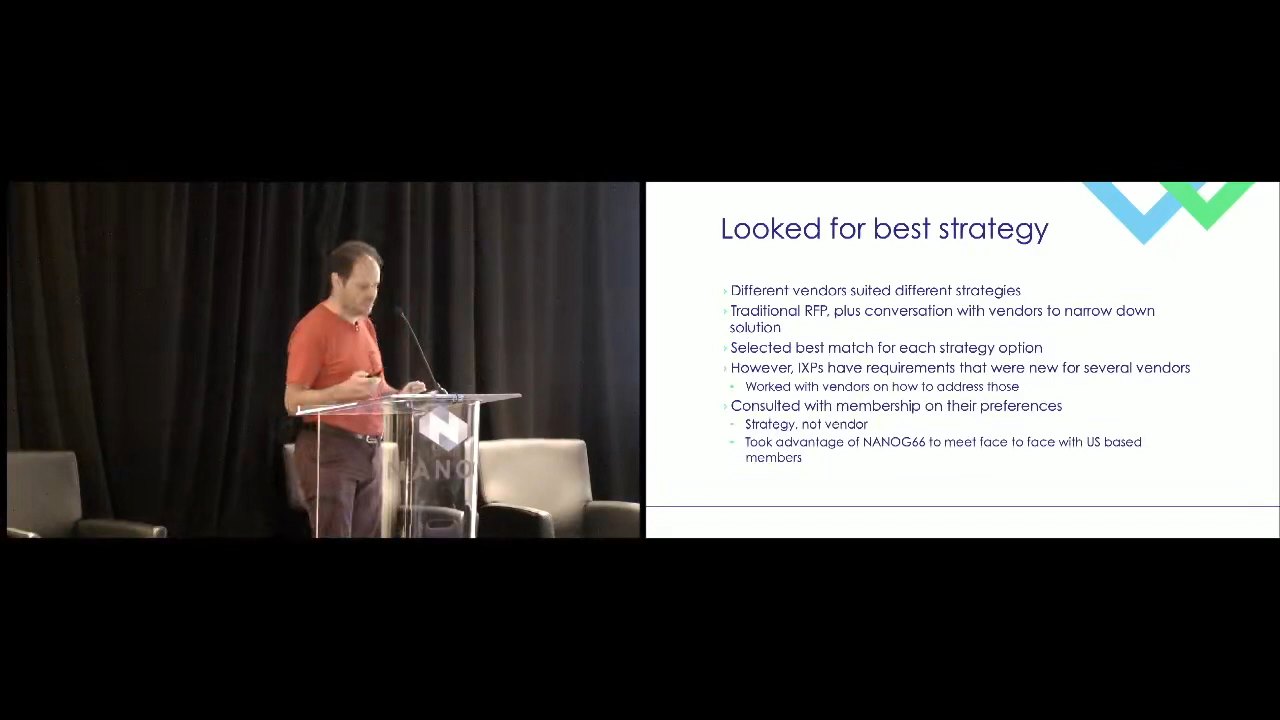 NANO
Looked for best strategy
Different vendors suited different strategies
Traditional RFP, plus conversation with vendors to narrow down
solution
Selected best match for each strategy option
However, IXPs have requirements that were new for several vendors
Worked with vendors on how to address those
Consulted with membership on their preferences
Strategy, not vendor
Took advantage of NANOG66 to meet face to face with US based
members